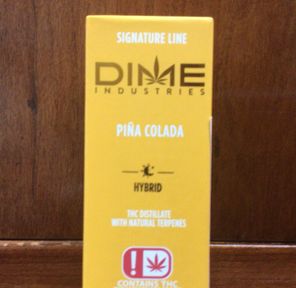 SIGNATURE LINE
DIME
INDUSTRIES
PIÑA COLADA
HYBRID
THC DISTILLATE
WITH NATURAL TERPENES
!
CONTAINS THC